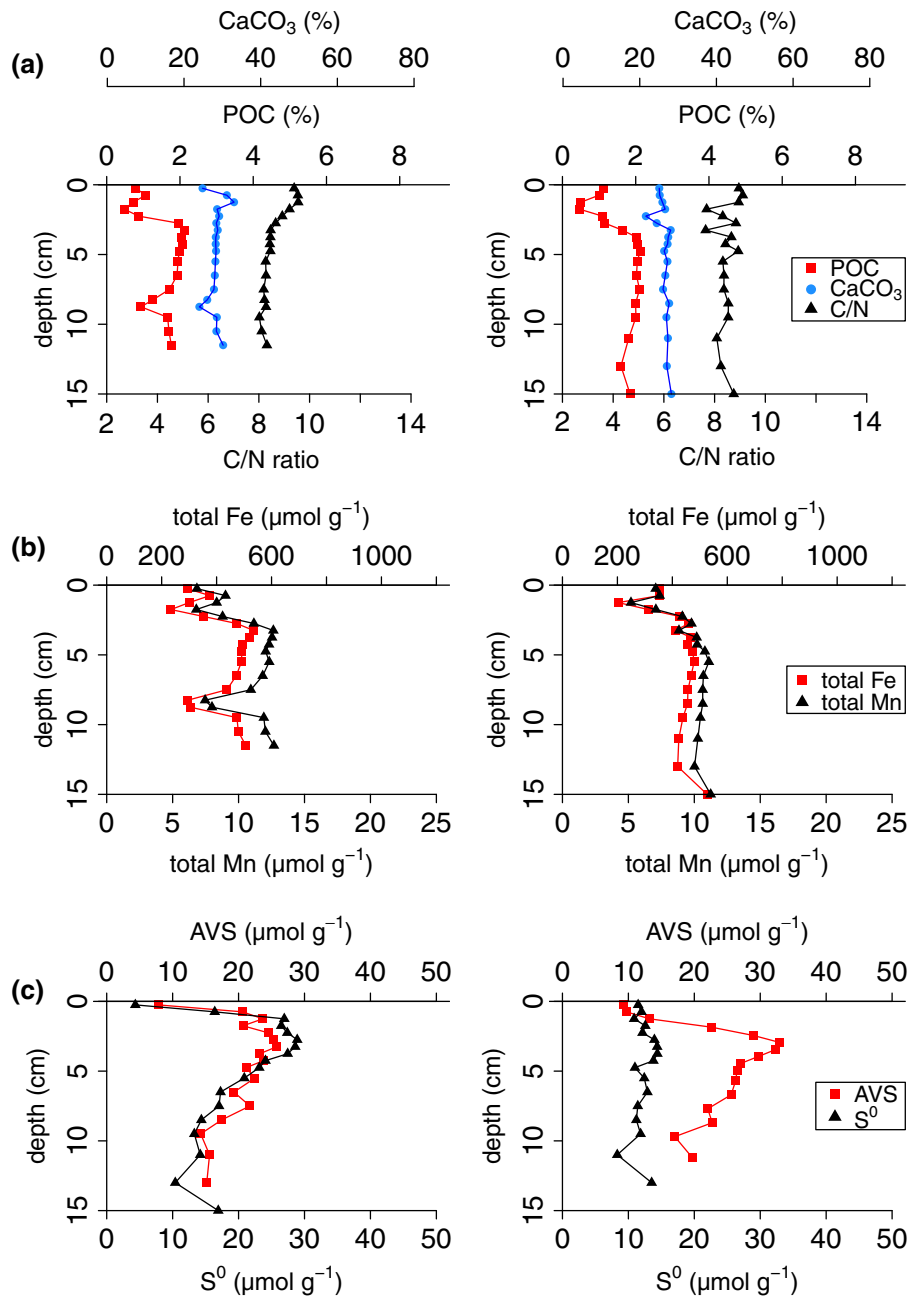 CaCO₃ (%) CaCO₃ (%)
(a)
0 20 40 60 80 0 20 40 60 80
POC (%) POC (%)
0 2 4 6 8 0 2 4 6 8
0 5 10 15 0 5 10 15
depth (cm) depth (cm)
POC
CaCO₃
C/N
2 4 6 8 10 14 2 4 6 8 10 14
C/N ratio C/N ratio
total Fe (µmol g⁻¹) total Fe (µmol g⁻¹)
(b)
0 200 600 1000 0 200 600 1000
0 5 10 15 0 5 10 15
depth (cm) depth (cm)
total Fe
total Mn
0 5 10 15 20 25 0 5 10 15 20 25
total Mn (µmol g⁻¹) total Mn (µmol g⁻¹)
AVS (µmol g⁻¹) AVS (µmol g⁻¹)
(c)
0 10 20 30 40 50 0 10 20 30 40 50
0 5 10 15 0 5 10 15
depth (cm) depth (cm)
AVS
S⁰
0 10 20 30 40 50 0 10 20 30 40 50
S⁰ (µmol g⁻¹) S⁰ (µmol g⁻¹)